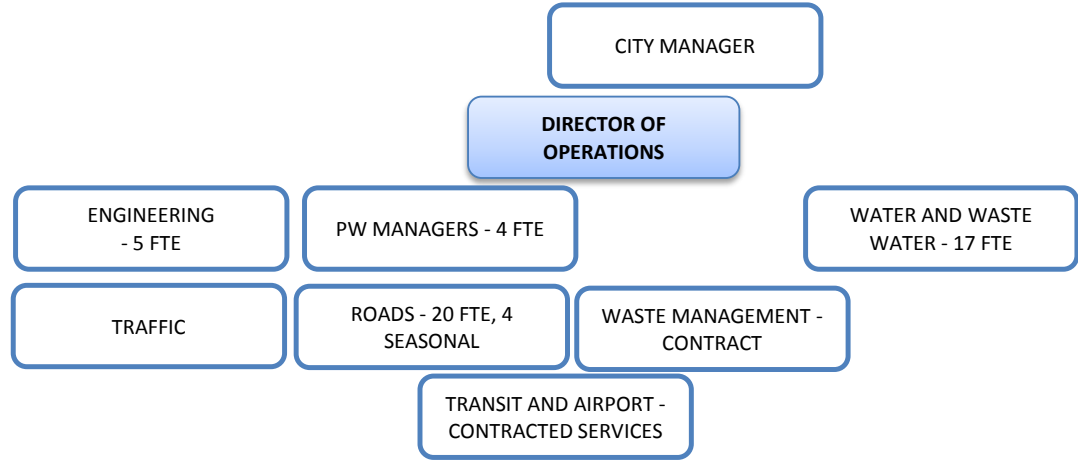 CITY MANAGER
DIRECTOR OF
OPERATIONS
ENGINEERING
- 5 FTE
PW MANAGERS - 4 FTE
WATER AND WASTE
WATER - 17 FTE
TRAFFIC
ROADS - 20 FTE, 4
SEASONAL
WASTE MANAGEMENT -
CONTRACT
TRANSIT AND AIRPORT -
CONTRACTED SERVICES